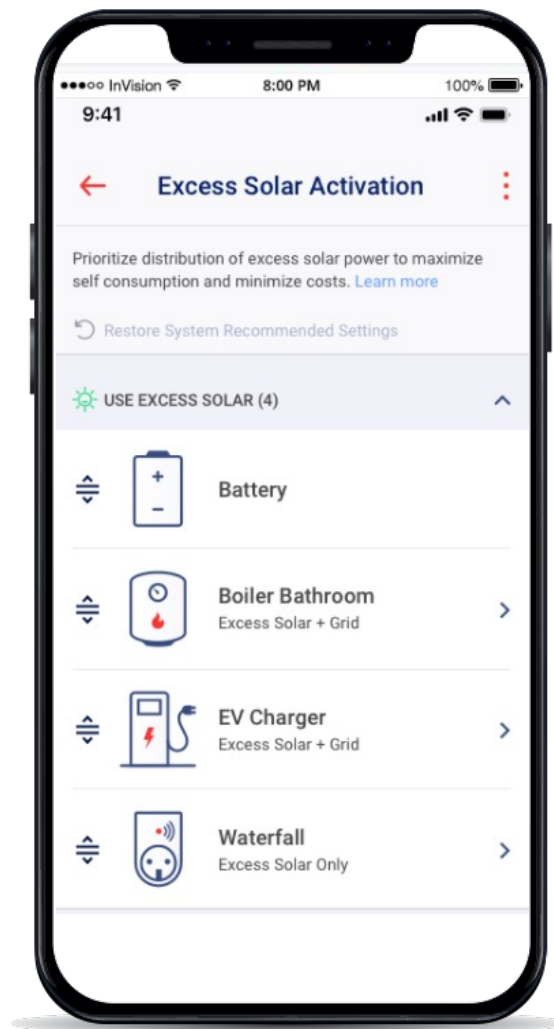 InVision 8:00 PM 100%
9:41
Excess Solar Activation
Prioritize distribution of excess solar power to maximize
self consumption and minimize costs. Learn more
Restore System Recommended Settings
USE EXCESS SOLAR (4)
Battery
Boiler Bathroom
Excess Solar + Grid
EV Charger
Excess Solar + Grid
Waterfall
Excess Solar Only